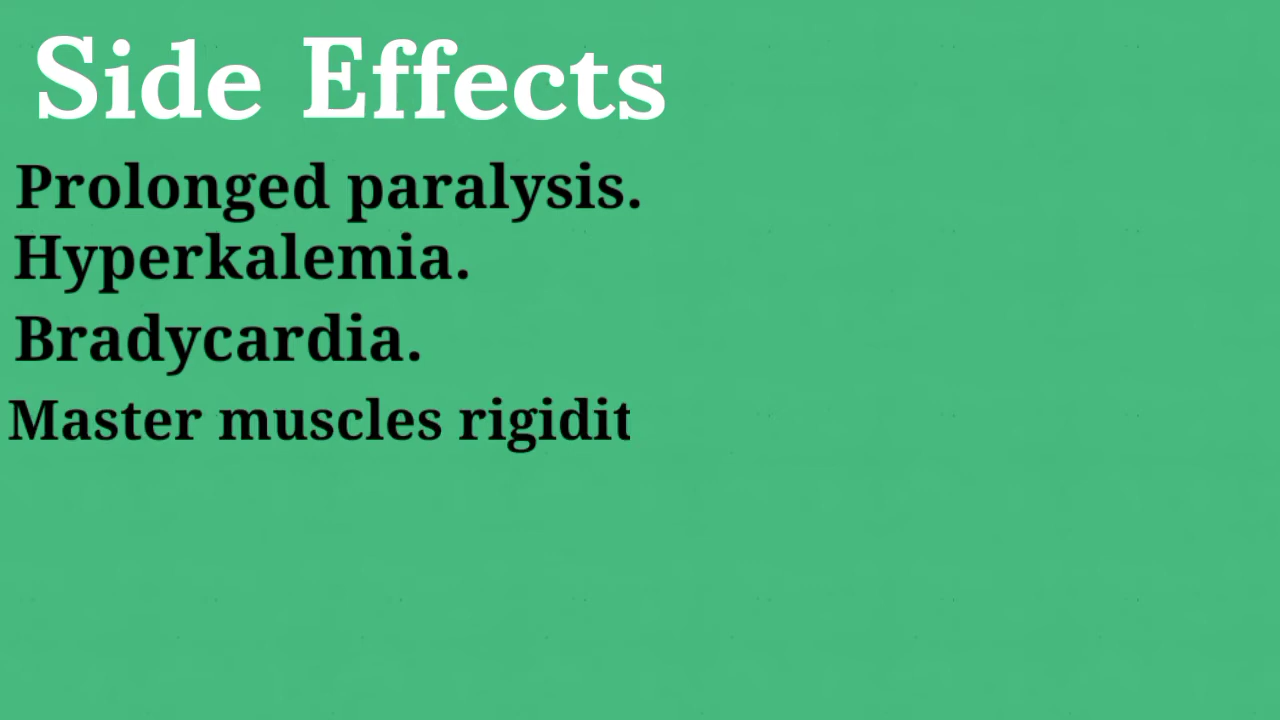 Side Effects
Prolonged paralysis.
Hyperkalemia.
Bradycardia.
Master muscles rigidit